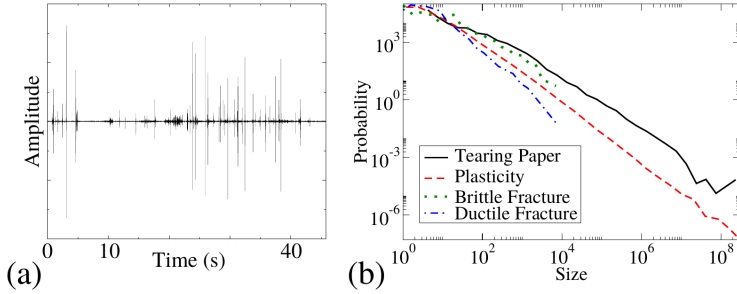 Amplitude
0
10
20
40
Time (s)
(a)
Probability
10^3
10^0
10^-3
10^-6
Tearing Paper
Plasticity
Brittle Fracture
Ductile Fracture
10^0
10^2
10^4
10^6
10^8
Size
(b)